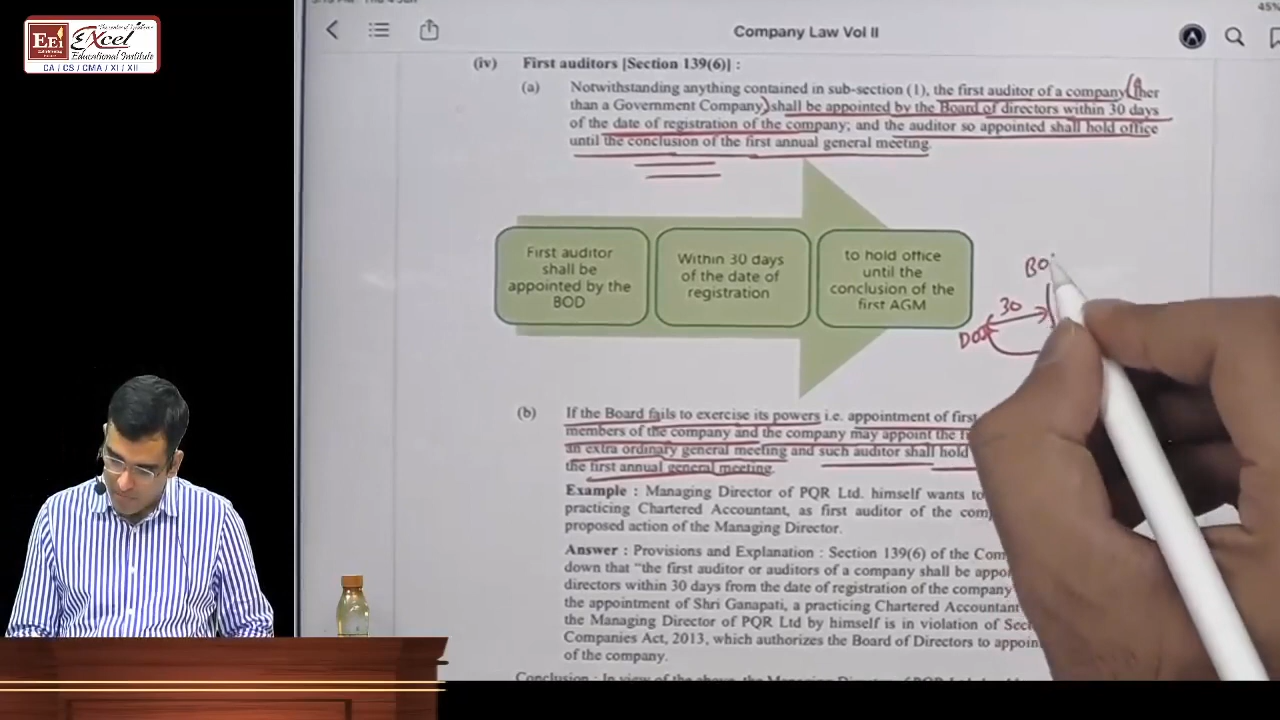 45%
EEi
Excel
Educational Institute
CA / CS / CMA / XI / XII
Company Law Vol II
(iv) First auditors [Section 139(6)] :
(a) Notwithstanding anything contained in sub-section (1), the first auditor of a company
than a Government Company) shall be appointed by the Board of directors within 30 days
of the date of registration of the company; and the auditor so appointed shall hold office
until the conclusion of the first annual general meeting.
First auditor
shall be
appointed by the
BOD
Within 30 days
of the date of
registration
to hold office
until the
conclusion of the
first AGM
BO
30
(b) If the Board fails to exercise its powers i.e. appointment of first
members of the company and the company may appoint the
an extra ordinary general meeting and such auditor shall hold
the first annual general meeting.
Example : Managing Director of PQR Ltd. himself wants to
practicing Chartered Accountant, as first auditor of the
proposed action of the Managing Director.
Answer : Provisions and Explanation : Section 139(6) of the
down that "the first auditor or auditors of a company shall be
directors within 30 days from the date of registration of the company
the appointment of Shri Ganapati, a practicing Chartered Accountant
the Managing Director of PQR Ltd by himself is in violation of
Companies Act, 2013, which authorizes the Board of Directors to
of the company.